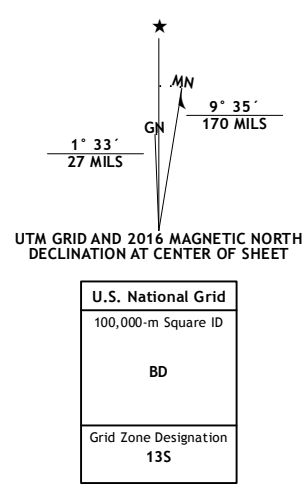 ★
MN
GN
9° 35´
170 MILS
1° 33´
27 MILS
UTM GRID AND 2016 MAGNETIC NORTH
DECLINATION AT CENTER OF SHEET
U.S. National Grid
100,000-m Square ID
BD
Grid Zone Designation
13S